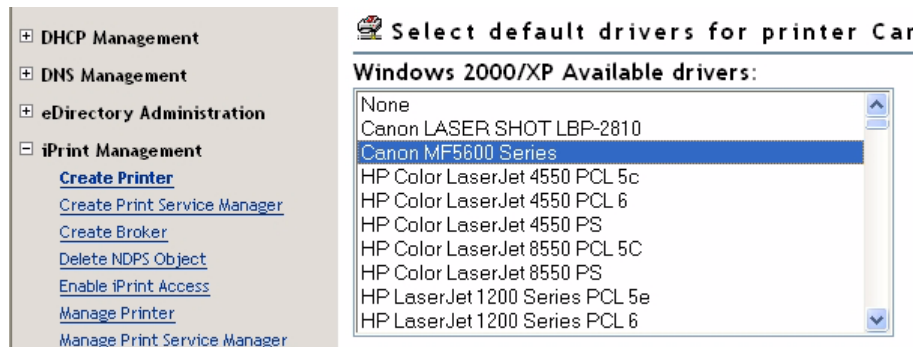 DHCP Management
DNS Management
eDirectory Administration
iPrint Management
Create Printer
Create Print Service Manager
Create Broker
Delete NDPS Object
Enable iPrint Access
Manage Printer
Manage Print Service Manager
Select default drivers for printer Can
Windows 2000/XP Available drivers:
None
Canon LASER SHOT LBP-2810
Canon MF5600 Series
HP Color LaserJet 4550 PCL 5c
HP Color LaserJet 4550 PCL 6
HP Color LaserJet 4550 PS
HP Color LaserJet 8550 PCL 5C
HP Color LaserJet 8550 PS
HP LaserJet 1200 Series PCL 5e
HP LaserJet 1200 Series PCL 6